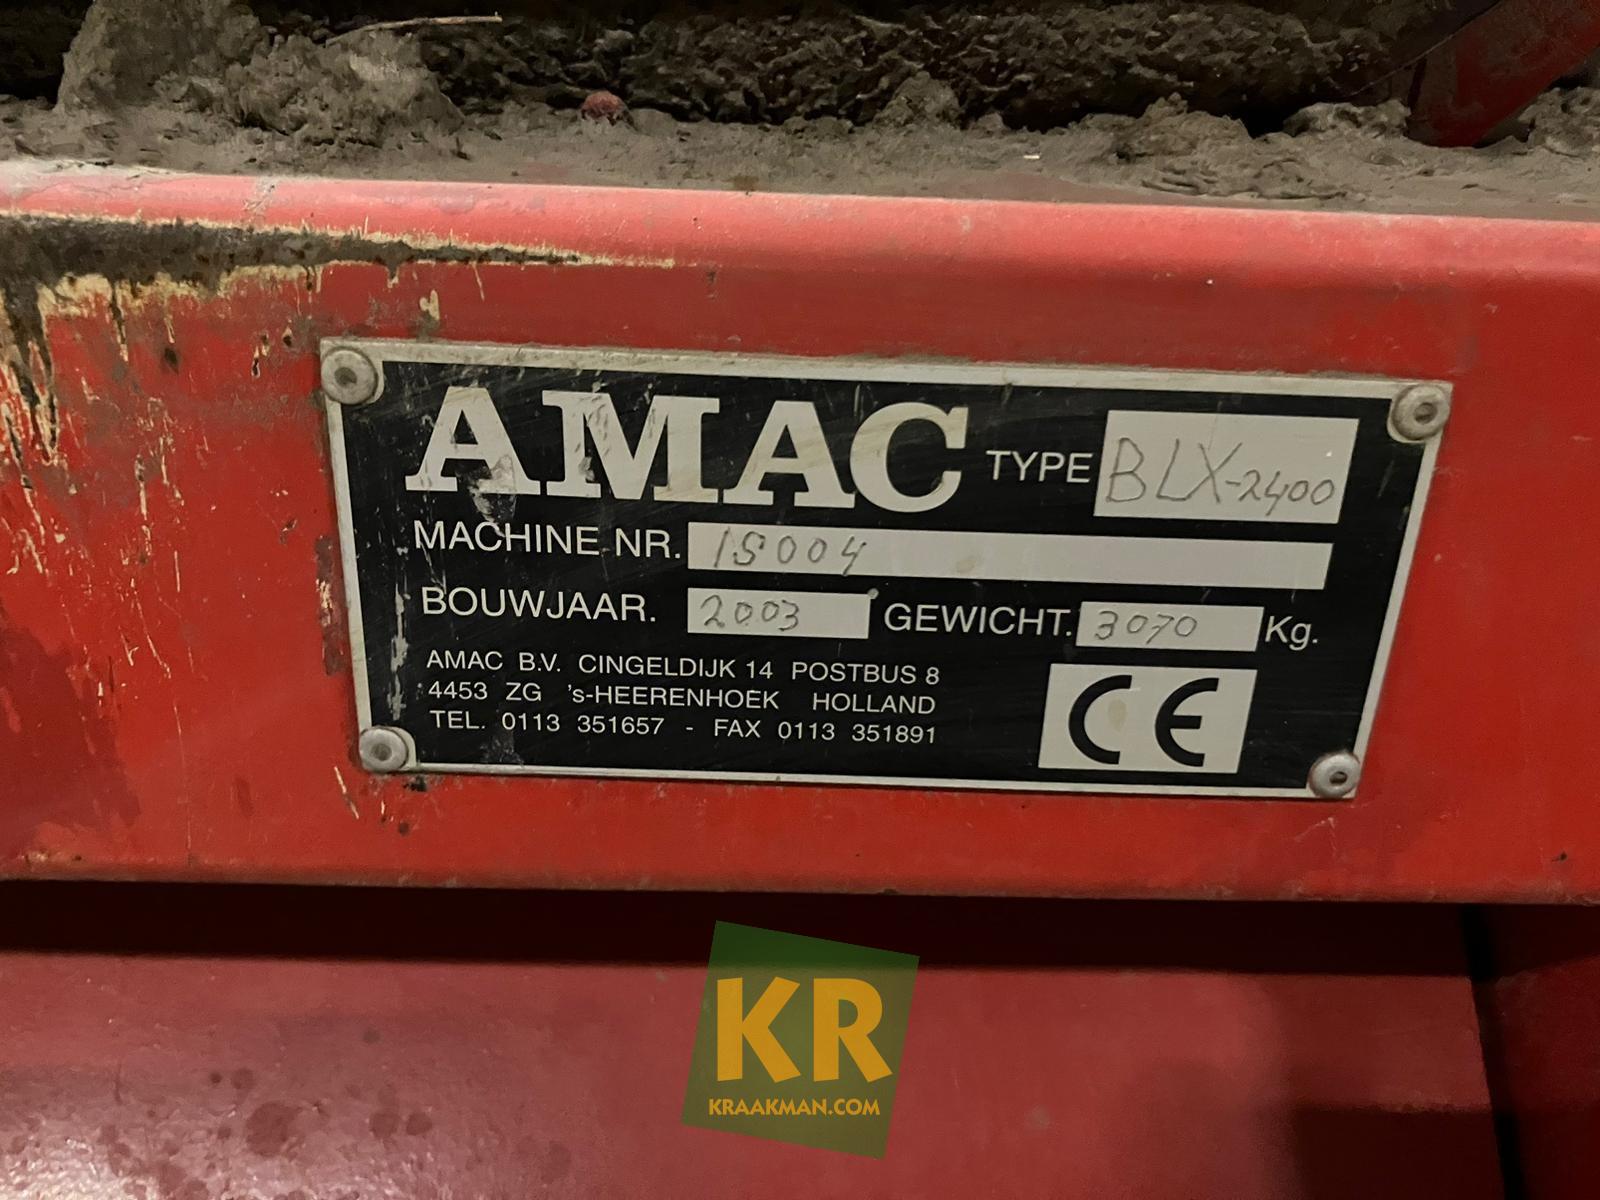 AMAC TYPE BLX-2400
MACHINE NR. 15004
BOUWJAAR. 2003 GEWICHT. 3070 Kg.
AMAC B.V. CINGELDIJK 14 POSTBUS 8
4453 ZG 's-HEERENHOEK HOLLAND
TEL. 0113 351657 - FAX 0113 351891
CE
KR
KRAAKMAN.COM